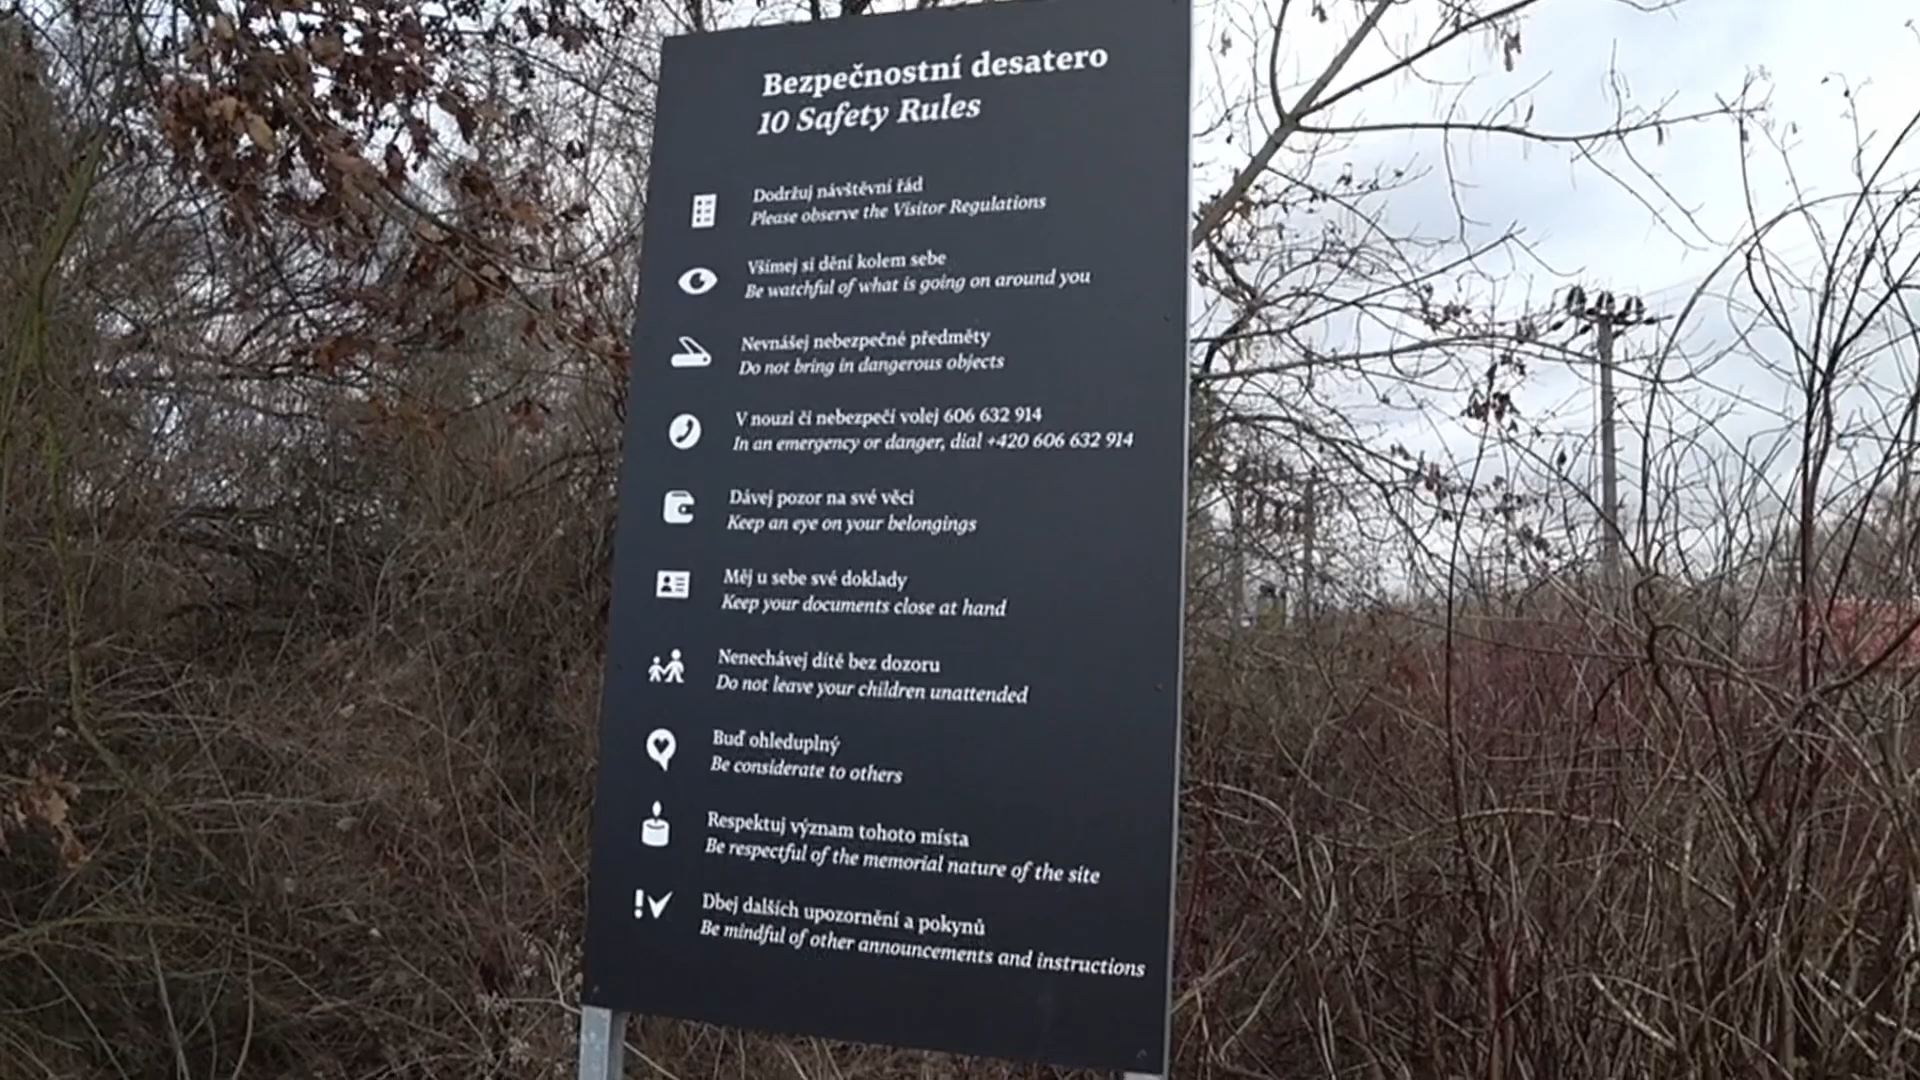 Bezpečnostní desatero
10 Safety Rules
Dodržuj návštěvní řád
Please observe the Visitor Regulations
Všímej si dění kolem sebe
Be watchful of what is going on around you
Nevnášej nebezpečné předměty
Do not bring in dangerous objects
V nouzi či nebezpečí volej 606 632 914
In an emergency or danger, dial +420 606 632 914
Dávej pozor na své věci
Keep an eye on your belongings
Měj u sebe své doklady
Keep your documents close at hand
Nenechávej dítě bez dozoru
Do not leave your children unattended
Buď ohleduplný
Be considerate to others
Respektuj význam tohoto místa
Be respectful of the memorial nature of the site
Dbej dalších upozornění a pokynů
Be mindful of other announcements and instructions